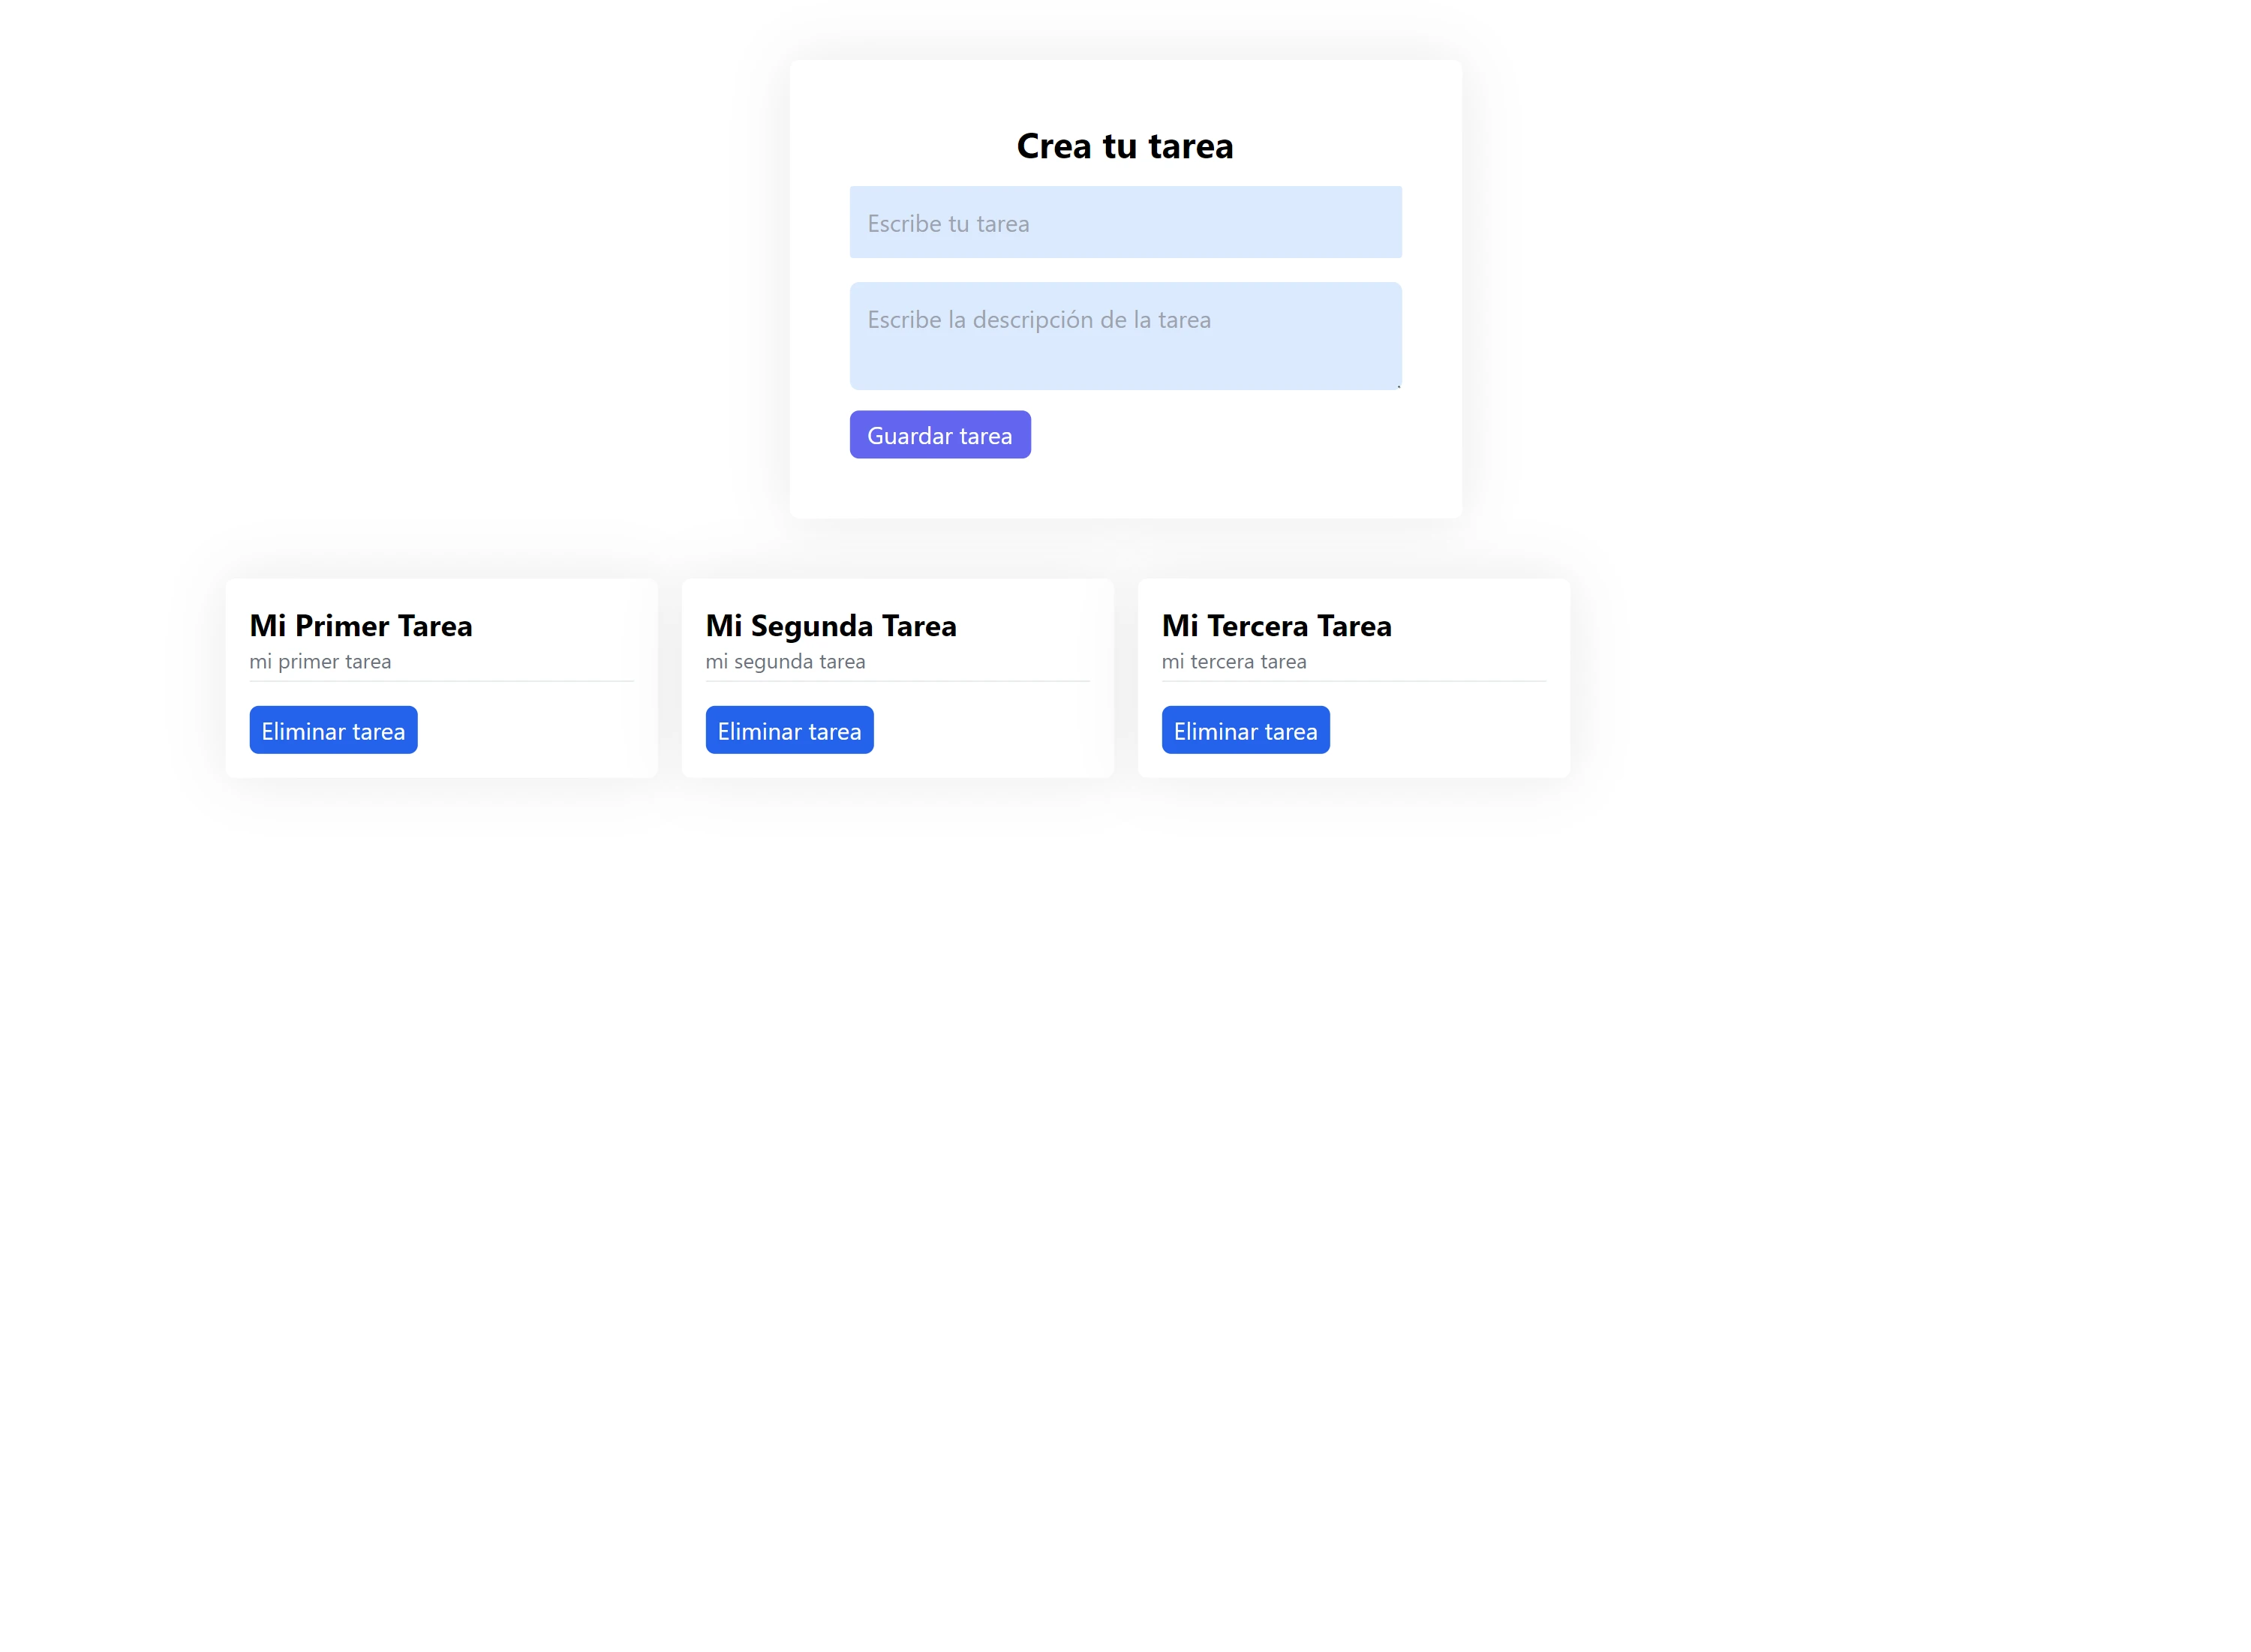 Crea tu tarea
Escribe tu tarea
Escribe la descripción de la tarea
Guardar tarea
Mi Primer Tarea
mi primer tarea
Eliminar tarea
Mi Segunda Tarea
mi segunda tarea
Eliminar tarea
Mi Tercera Tarea
mi tercera tarea
Eliminar tarea